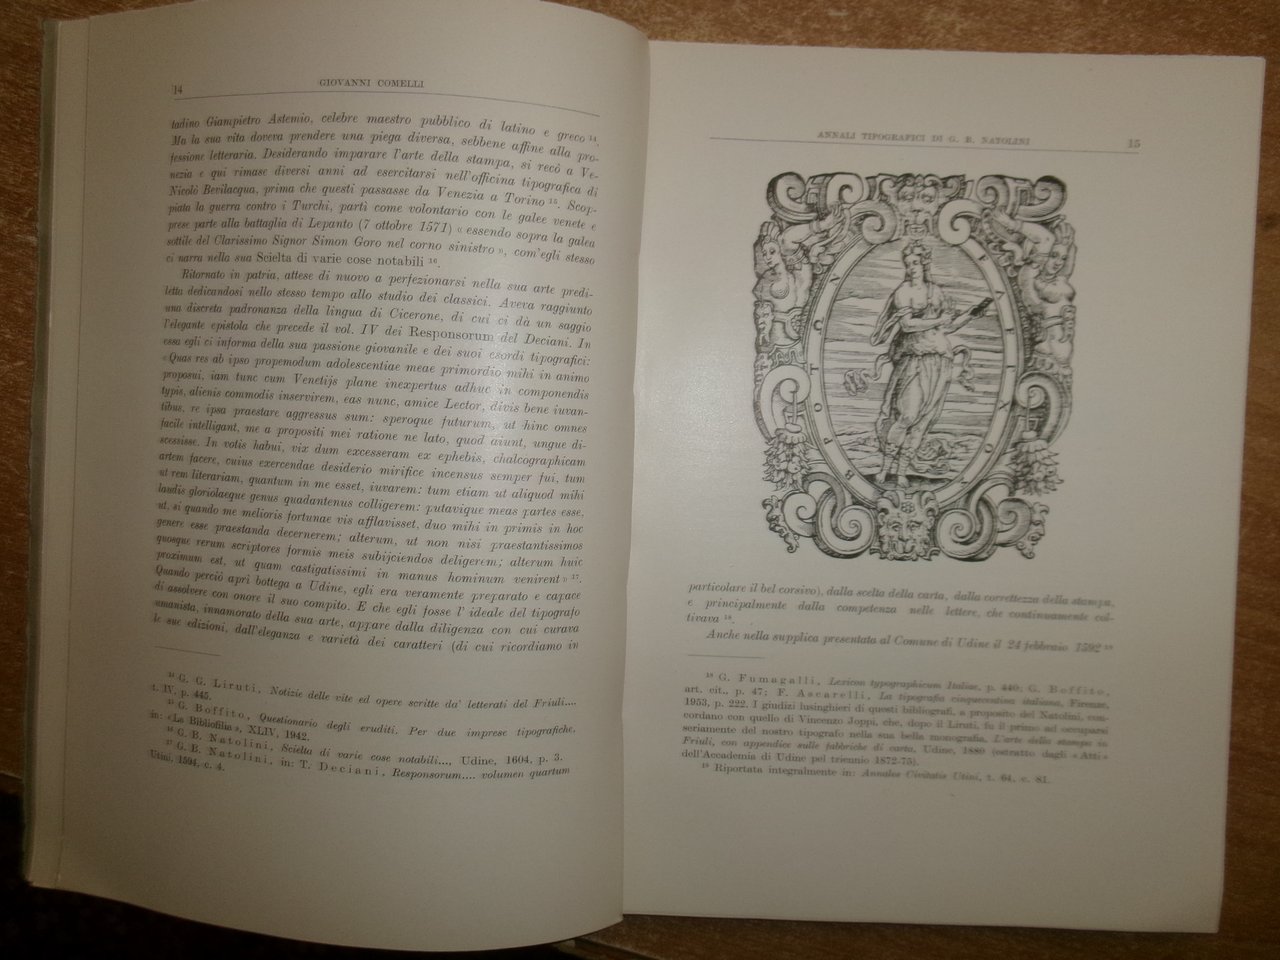 14
GIOVANNI COMELLI
tadino Giampietro Astemio, celebre maestro pubblico di latino e greco 14.
Ma la sua vita doveva prendere una piega diversa, sebbene affine alla pro-
fessione letteraria. Desiderando imparare l'arte della stampa, si recò a Ve-
nezia e qui rimase diversi anni ad esercitarsi nell'officina tipografica di
Nicolò Bevilacqua, prima che questi passasse da Venezia a Torino 15. Scop-
piata la guerra contro i Turchi, partì come volontario con le galee venete e
prese parte alla battaglia di Lepanto (7 ottobre 1571) « essendo sopra la galea
sottile del Clarissimo Signor Simon Goro nel corno sinistro », com'egli stesso
ci narra nella sua Scielta di varie cose notabili 16.
Ritornato in patria, attese di nuovo a perfezionarsi nella sua arte predi-
letta dedicandosi nello stesso tempo allo studio dei classici. Aveva raggiunto
una discreta padronanza della lingua di Cicerone, di cui ci dà un saggio
l'elegante epistola che precede il vol. IV dei Responsorum del Deciani. In
essa egli ci informa della sua passione giovanile e dei suoi esordi tipografici:
«Quas res ab ipso propemodum adolescentiae meae primordio mihi in animo
proposui, iam tunc cum Venetijs plane inexpertus adhuc in componendis
typis, alienis commodis inservirem, eas nunc, amice Lector, divis bene iuvan-
tibus, re ipsa praestare aggressus sum: speroque futurum, ut hinc omnes
facile intelligant, me a propositi mei ratione ne lato, quod aiunt, ungue di-
scessisse. In votis habui, vix dum excesseram ex ephebis, chalcographicam
artem facere, cuius exercendae desiderio mirifice incensus semper fui, tum
ut rem literariam, quantum in me esset, iuvarem: tum etiam ut aliquod mihi
laudis gloriolaeque genus quadantenus colligerem: putavique meas partes esse,
ut, si quando me melioris fortunae vis afflavisset, duo mihi in primis in hoc
genere esse praestanda decernerem; alterum, ut non nisi praestantissimos
quosque rerum scriptores formis meis subijciendos deligerem; alterum huic
proximum est, ut quam castigatissimi in manus hominum venirent» 17.
Quando perciò aprì bottega a Udine, egli era veramente preparato e capace
di assolvere con onore il suo compito. E che egli fosse l'ideale del tipografo
umanista, innamorato della sua arte, appare dalla diligenza con cui curava
le sue edizioni, dall'eleganza e varietà dei caratteri (di cui ricordiamo in
14 G. G. Liruti, Notizie delle vite ed opere scritte da' letterati del Friuli....
t. IV, p. 445.
15 G. Boffito, Questionario degli eruditi. Per due imprese tipografiche,
in: «La Bibliofilia», XLIV, 1942.
16 G. B. Natolini, Scielta di varie cose notabili..., Udine, 1604, p. 3.
17 G. B. Natolini, in: T. Deciani, Responsorum.... volumen quartum
Utini, 1594, c. 4.
ANNALI TIPOGRAFICI DI G. B. NATOLINI
15
particolare il bel corsivo), dalla scelta della carta, dalla correttezza della stampa,
e principalmente dalla competenza nelle lettere, che continuamente col-
tivava 18.
Anche nella supplica presentata al Comune di Udine il 24 febbraio 1592 19
18 G. Fumagalli, Lexicon typographicum Italiae, p. 440; G. Boffito,
art. cit., p. 47; F. Ascarelli, La tipografia cinquecentina italiana, Firenze,
1953, p. 222. I giudizi lusinghieri di questi bibliografi, a proposito del Natolini, con-
cordano con quello di Vincenzo Joppi, che, dopo il Liruti, fu il primo ad occuparsi
seriamente del nostro tipografo nella sua bella monografia. L'arte della stampa in
Friuli, con appendice sulle fabbriche di carta, Udine, 1880 (estratto dagli «Atti»
dell'Accademia di Udine pel triennio 1872-75).
19 Riportata integralmente in: Annales Civitatis Utini, t. 64, c. 81.